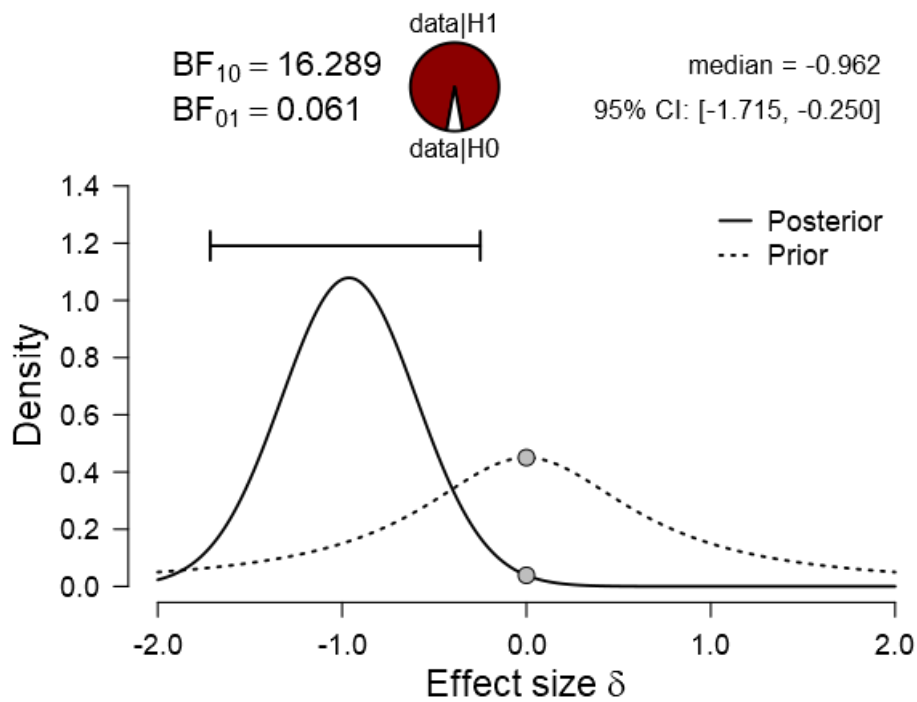 data|H1
BF₁₀ = 16.289
BF₀₁ = 0.061
data|H0
median = -0.962
95% CI: [-1.715, -0.250]
Posterior
Prior
Density
1.4
1.2
1.0
0.8
0.6
0.4
0.2
0.0
-2.0 -1.0 0.0 1.0 2.0
Effect size δ